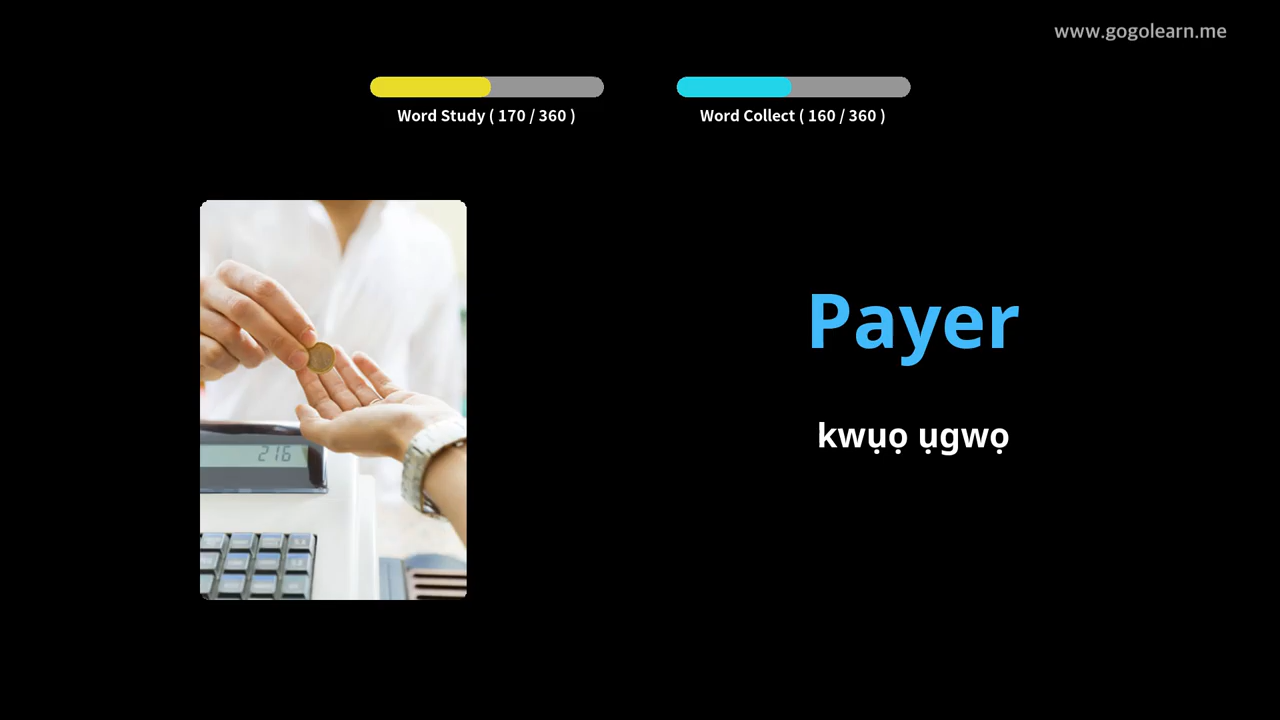 www.gogolearn.me
Word Study ( 170 / 360 )
Word Collect ( 160 / 360 )
Payer
kwụọ ụgwọ
216